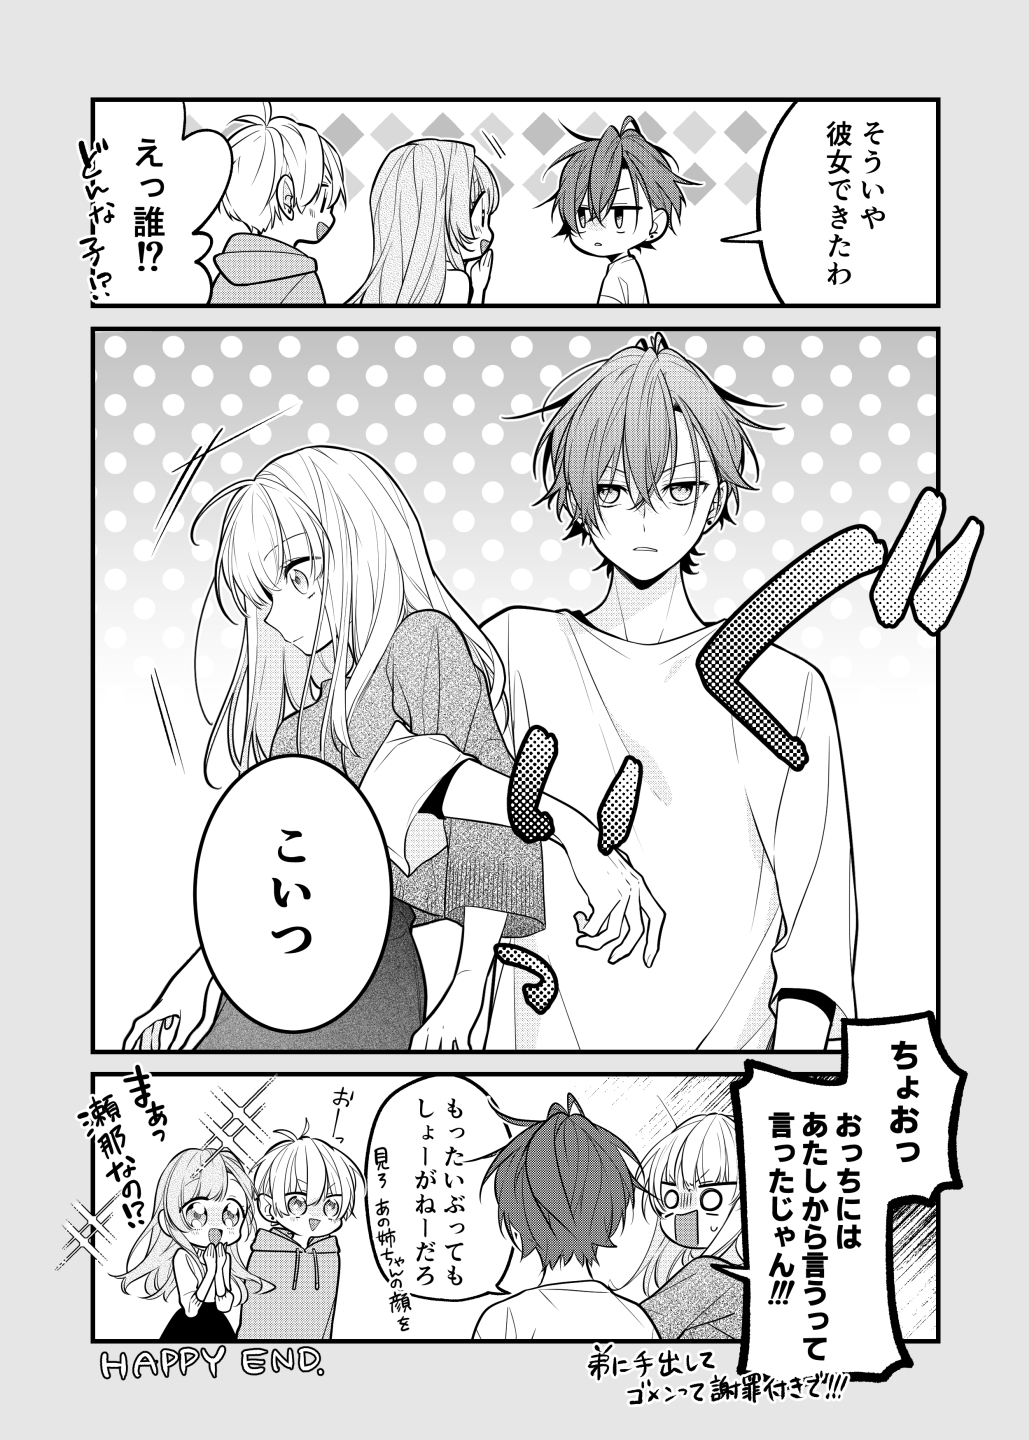 そういや
彼女できたわ
えっ誰!?
どんな子!?
ぐいっ
こいつ
ちょおっ
おっちには
あたしから言うって
言ったじゃん!!!
弟に手出して
ゴメンって謝罪付きで!!!
もったいぶっても
しょーがねーだろ
見ろ あの姉ちゃんの顔を
おーっ
まぁっ
瀬那なの!?
HAPPY END.